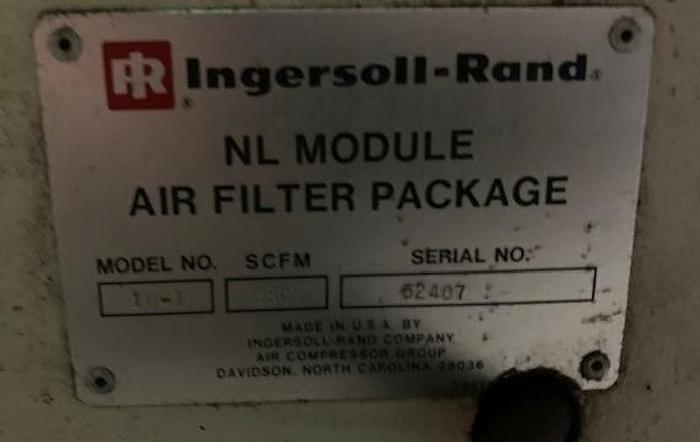 IR Ingersoll-Rand®
NL MODULE
AIR FILTER PACKAGE
MODEL NO. SCFM SERIAL NO.
62407
MADE IN U.S.A. BY
INGERSOLL-RAND COMPANY
AIR COMPRESSOR GROUP
DAVIDSON, NORTH CAROLINA 28036